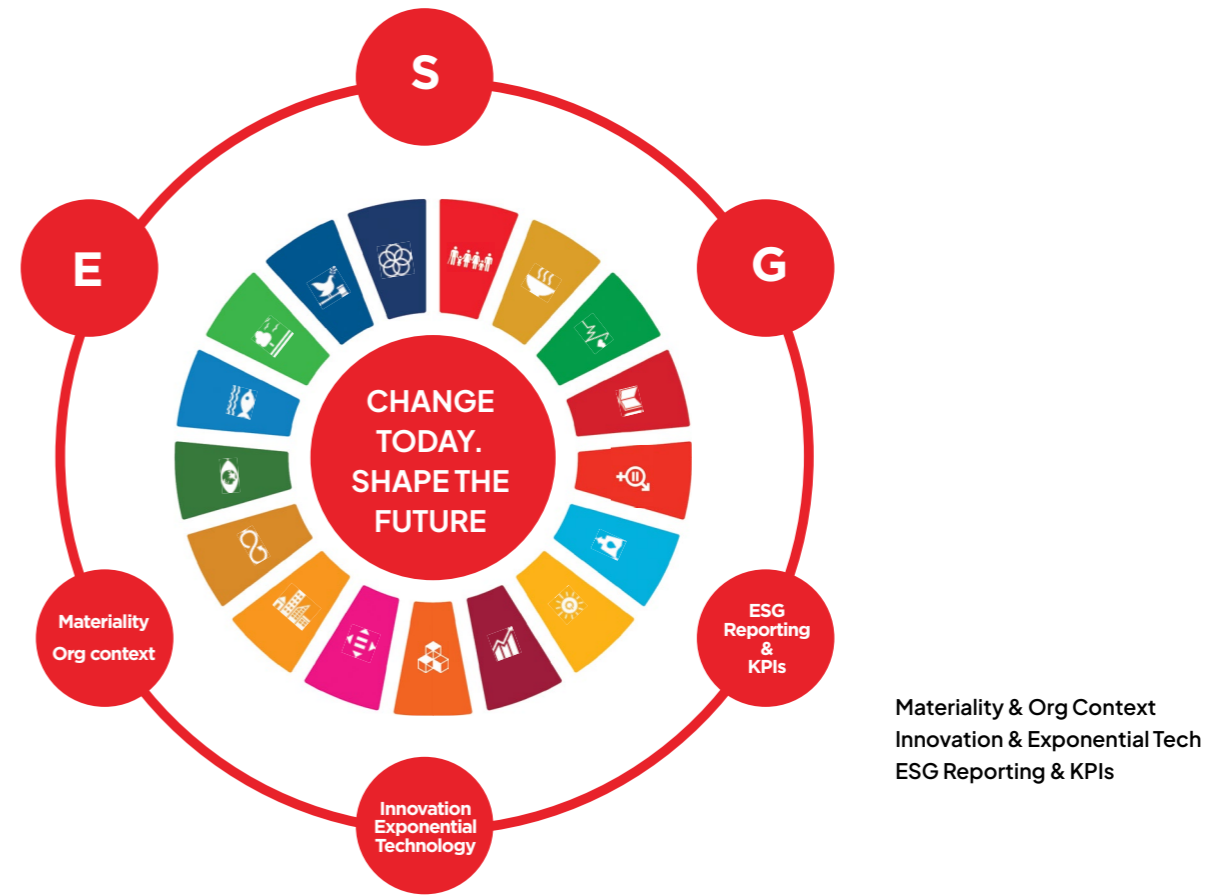 S
E
G
CHANGE
TODAY.
SHAPE THE
FUTURE
Materiality
Org context
ESG
Reporting
&
KPIs
Innovation
Exponential
Technology
Materiality & Org Context
Innovation & Exponential Tech
ESG Reporting & KPIs